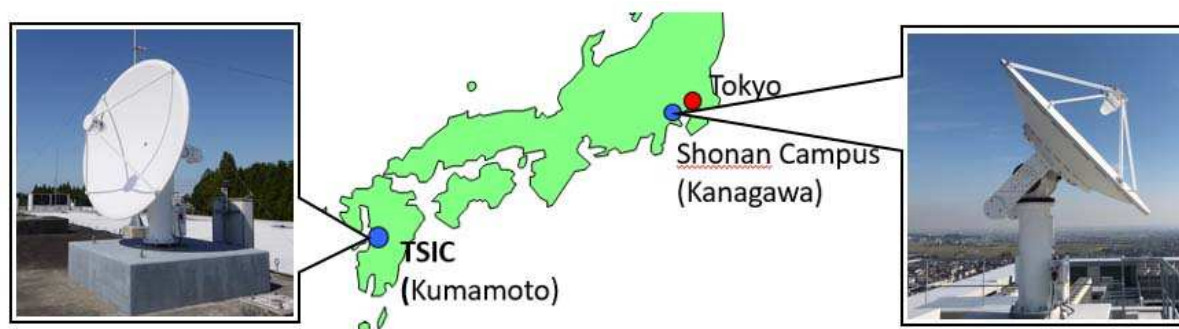 Tokyo
Shonan Campus
(Kanagawa)
TSIC
(Kumamoto)